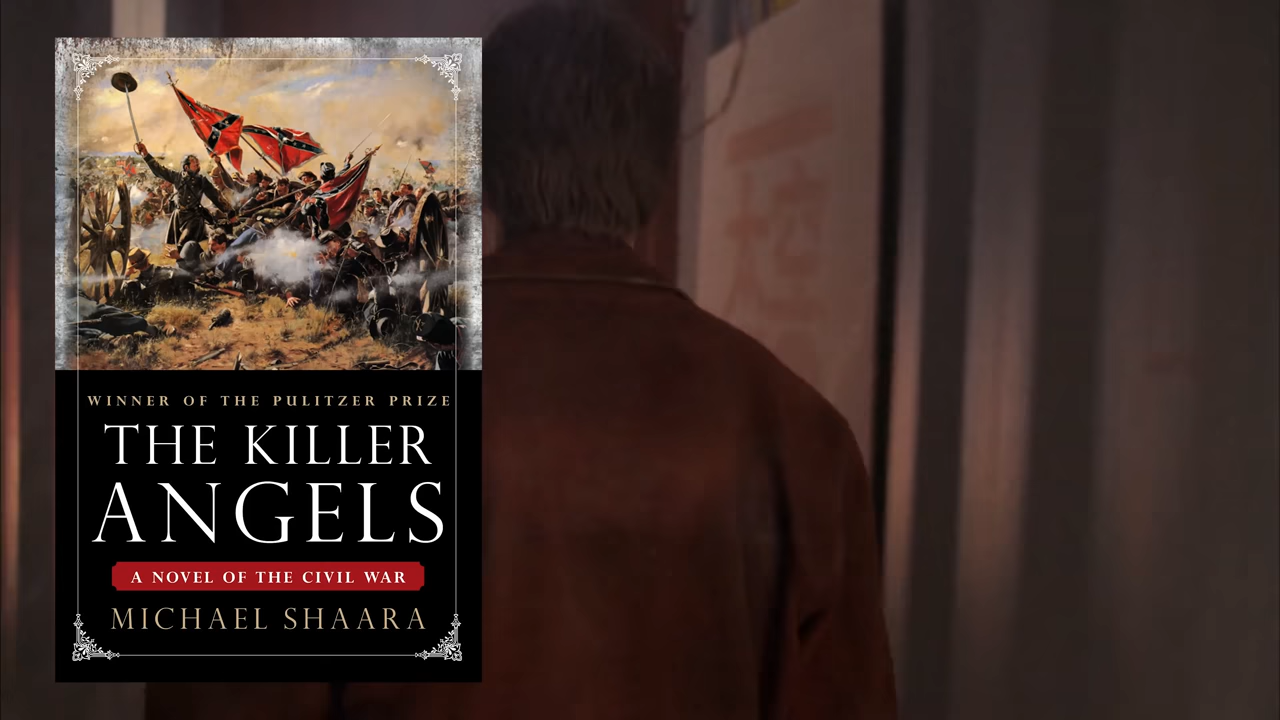 WINNER OF THE PULITZER PRIZE
THE KILLER
ANGELS
A NOVEL OF THE CIVIL WAR
MICHAEL SHAARA